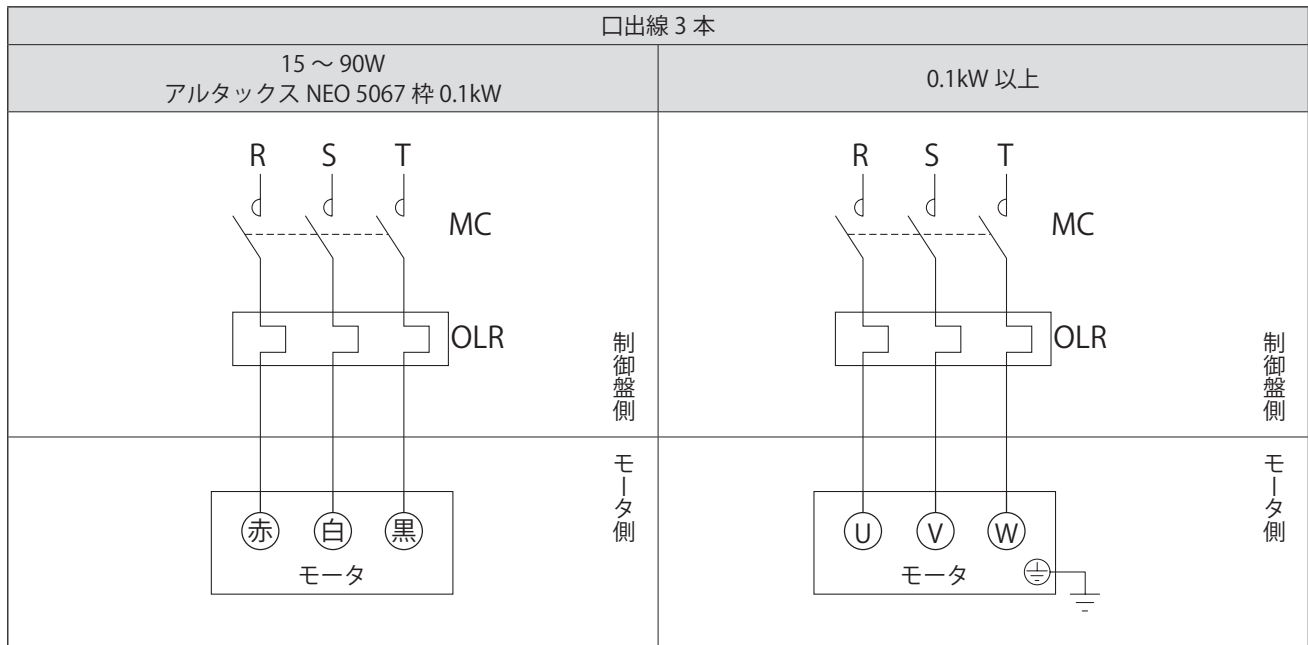 口出線 3 本
15 ～ 90W
アルタックス NEO 5067 枠 0.1kW
0.1kW 以上
R S T
MC
OLR
制御盤側
モータ側
赤 白 黒
モータ
R S T
MC
OLR
制御盤側
モータ側
U V W
モータ